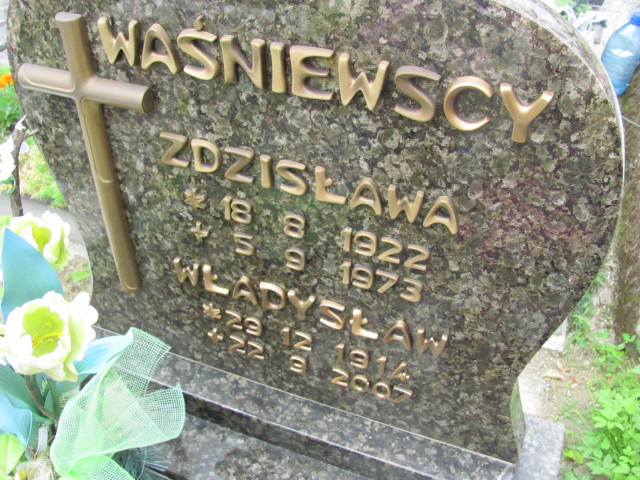 WAŚNIEWSCY
ZDZISŁAWA
* 18 8 1922
+ 5 9 1973
WŁADYSŁAW
* 29 12 1914
+ 22 9 2007